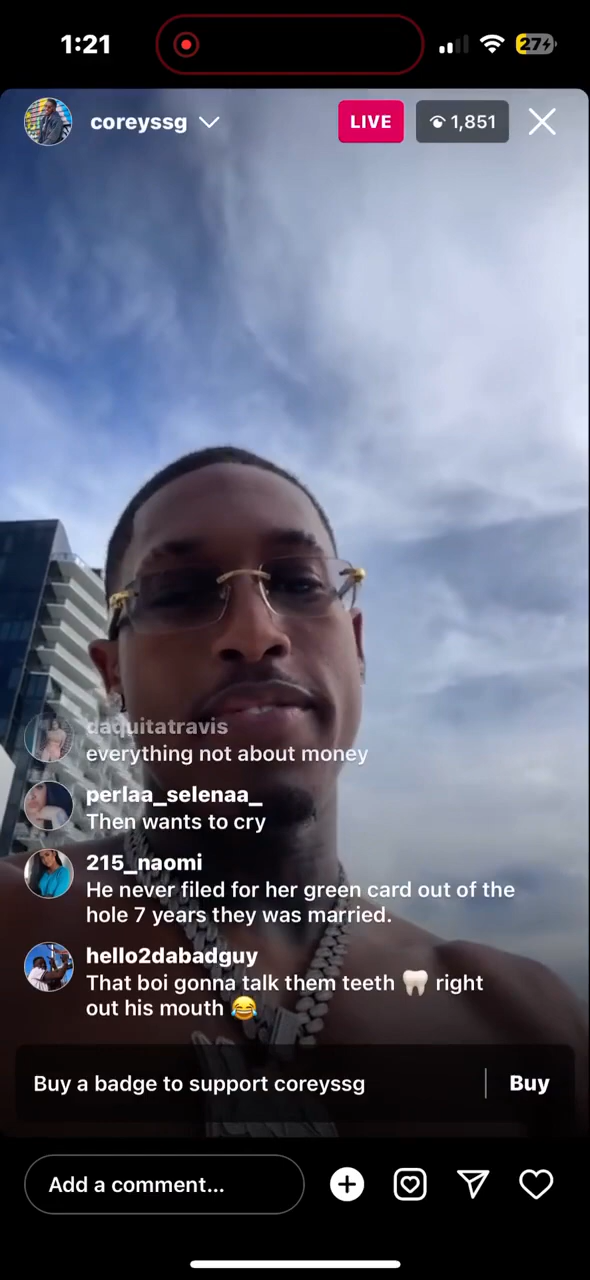 1:21
27
coreyssg
LIVE
1,851
daquitatravis
everything not about money
perlaa_selenaa_
Then wants to cry
215_naomi
He never filed for her green card out of the
hole 7 years they was married.
hello2dabadguy
That boi gonna talk them teeth 🦷 right
out his mouth 😂
Buy a badge to support coreyssg
Buy
Add a comment...